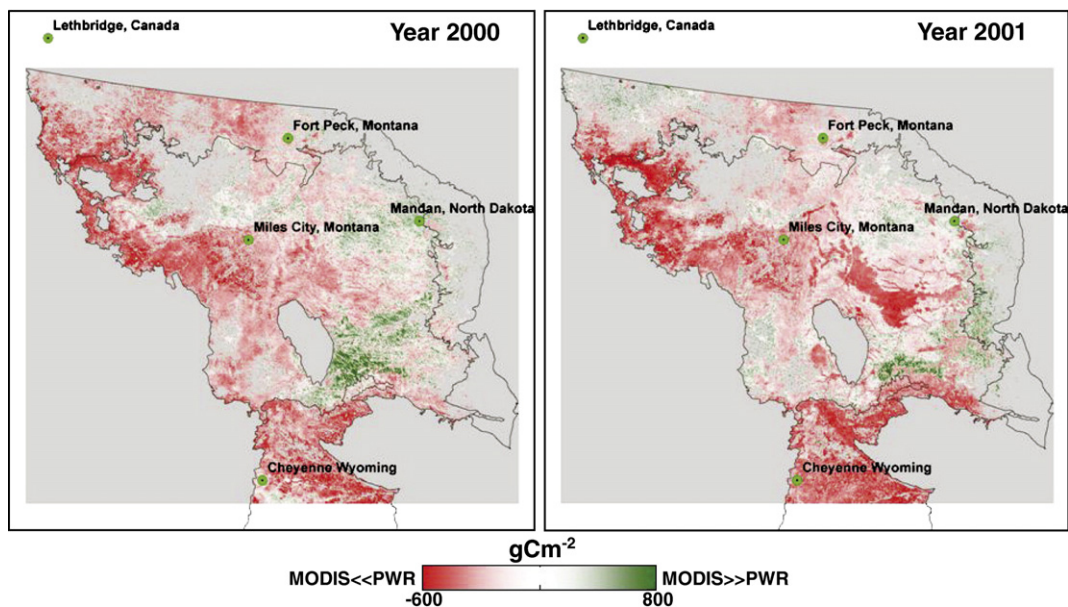 Lethbridge, Canada
Year 2000
Fort Peck, Montana
Mandan, North Dakota
Miles City, Montana
Cheyenne Wyoming
Lethbridge, Canada
Year 2001
Fort Peck, Montana
Mandan, North Dakota
Miles City, Montana
Cheyenne Wyoming
gCm-2
MODIS<<PWR
MODIS>>PWR
-600
800